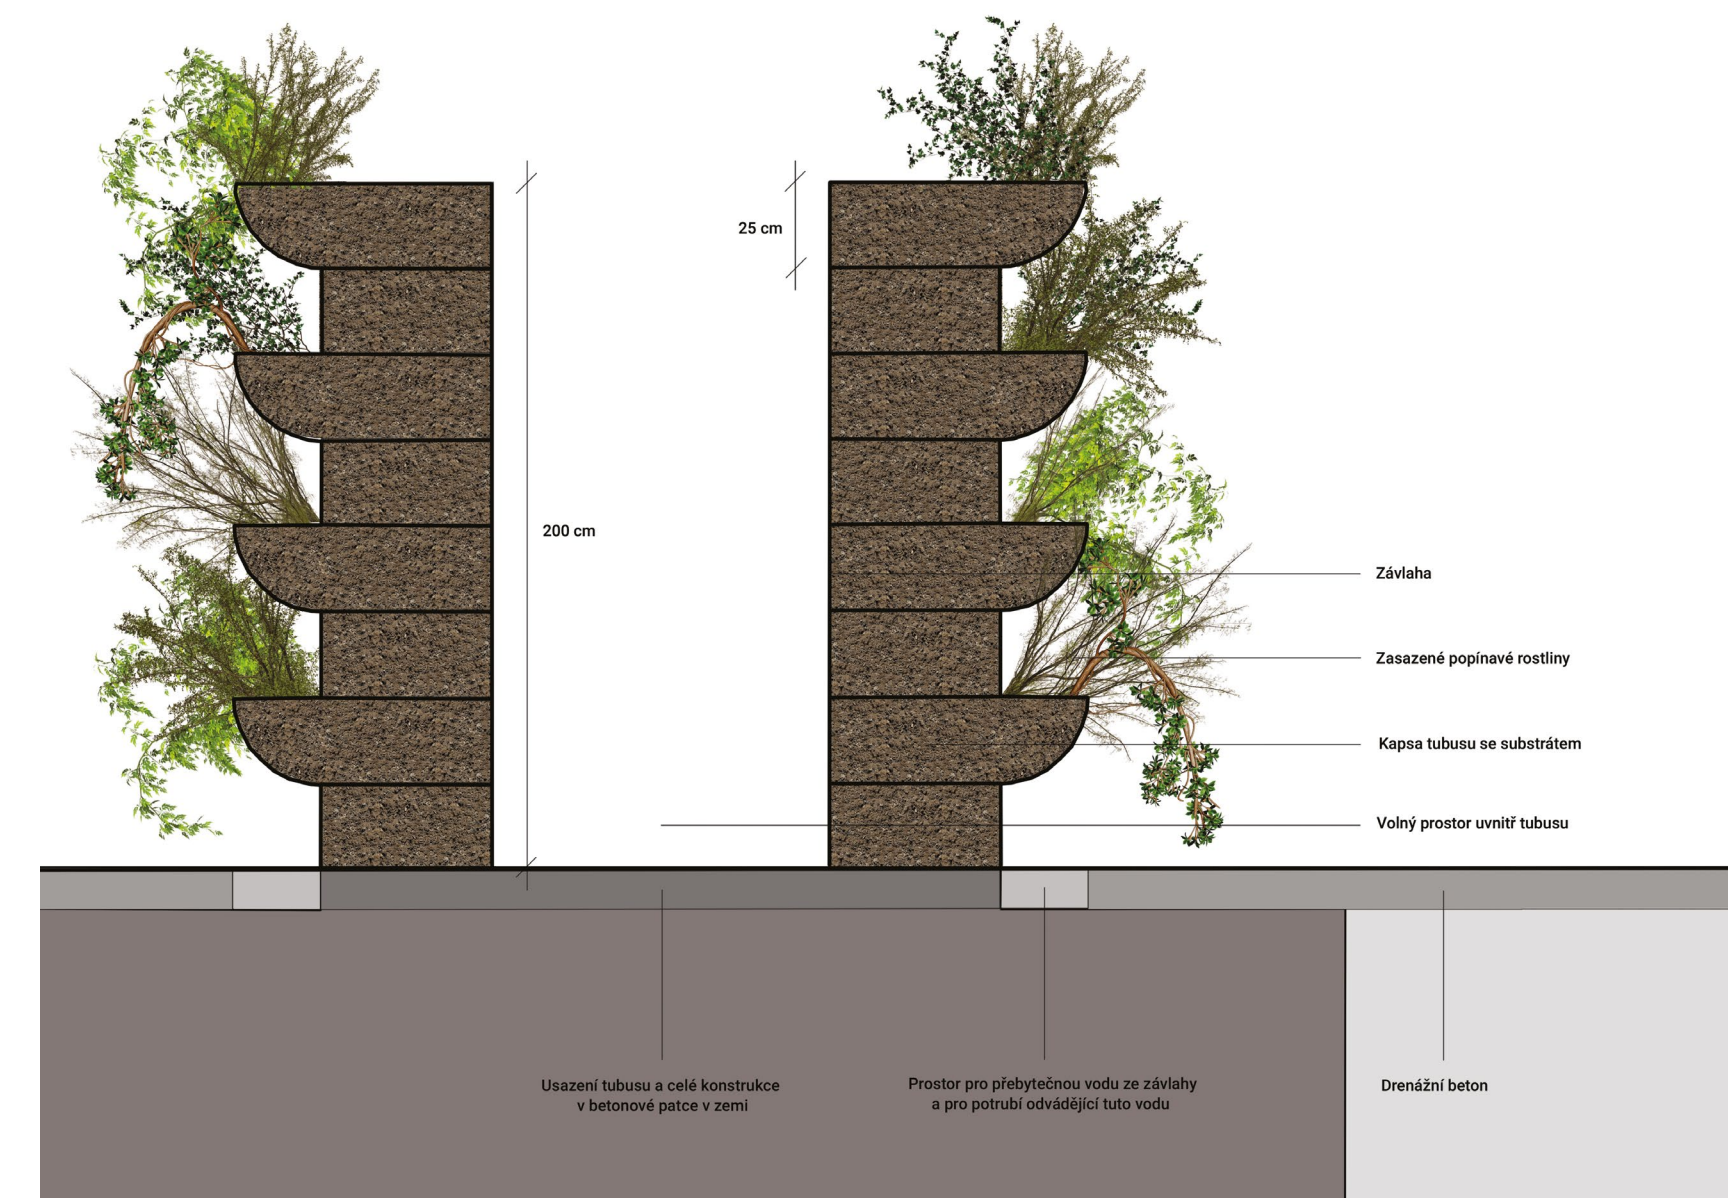 25 cm
200 cm
Závlaha
Zasazené popínavé rostliny
Kapsa tubusu se substrátem
Volný prostor uvnitř tubusu
Usazení tubusu a celé konstrukce
v betonové patce v zemi
Prostor pro přebytečnou vodu ze závlahy
a pro potrubí odvádějící tuto vodu
Drenážní beton